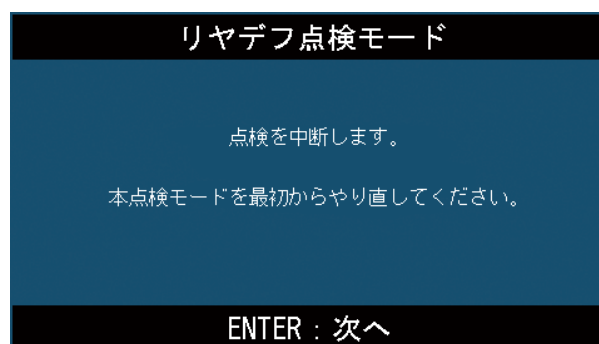 リヤデフ点検モード
点検を中断します。
本点検モードを最初からやり直してください。
ENTER：次へ